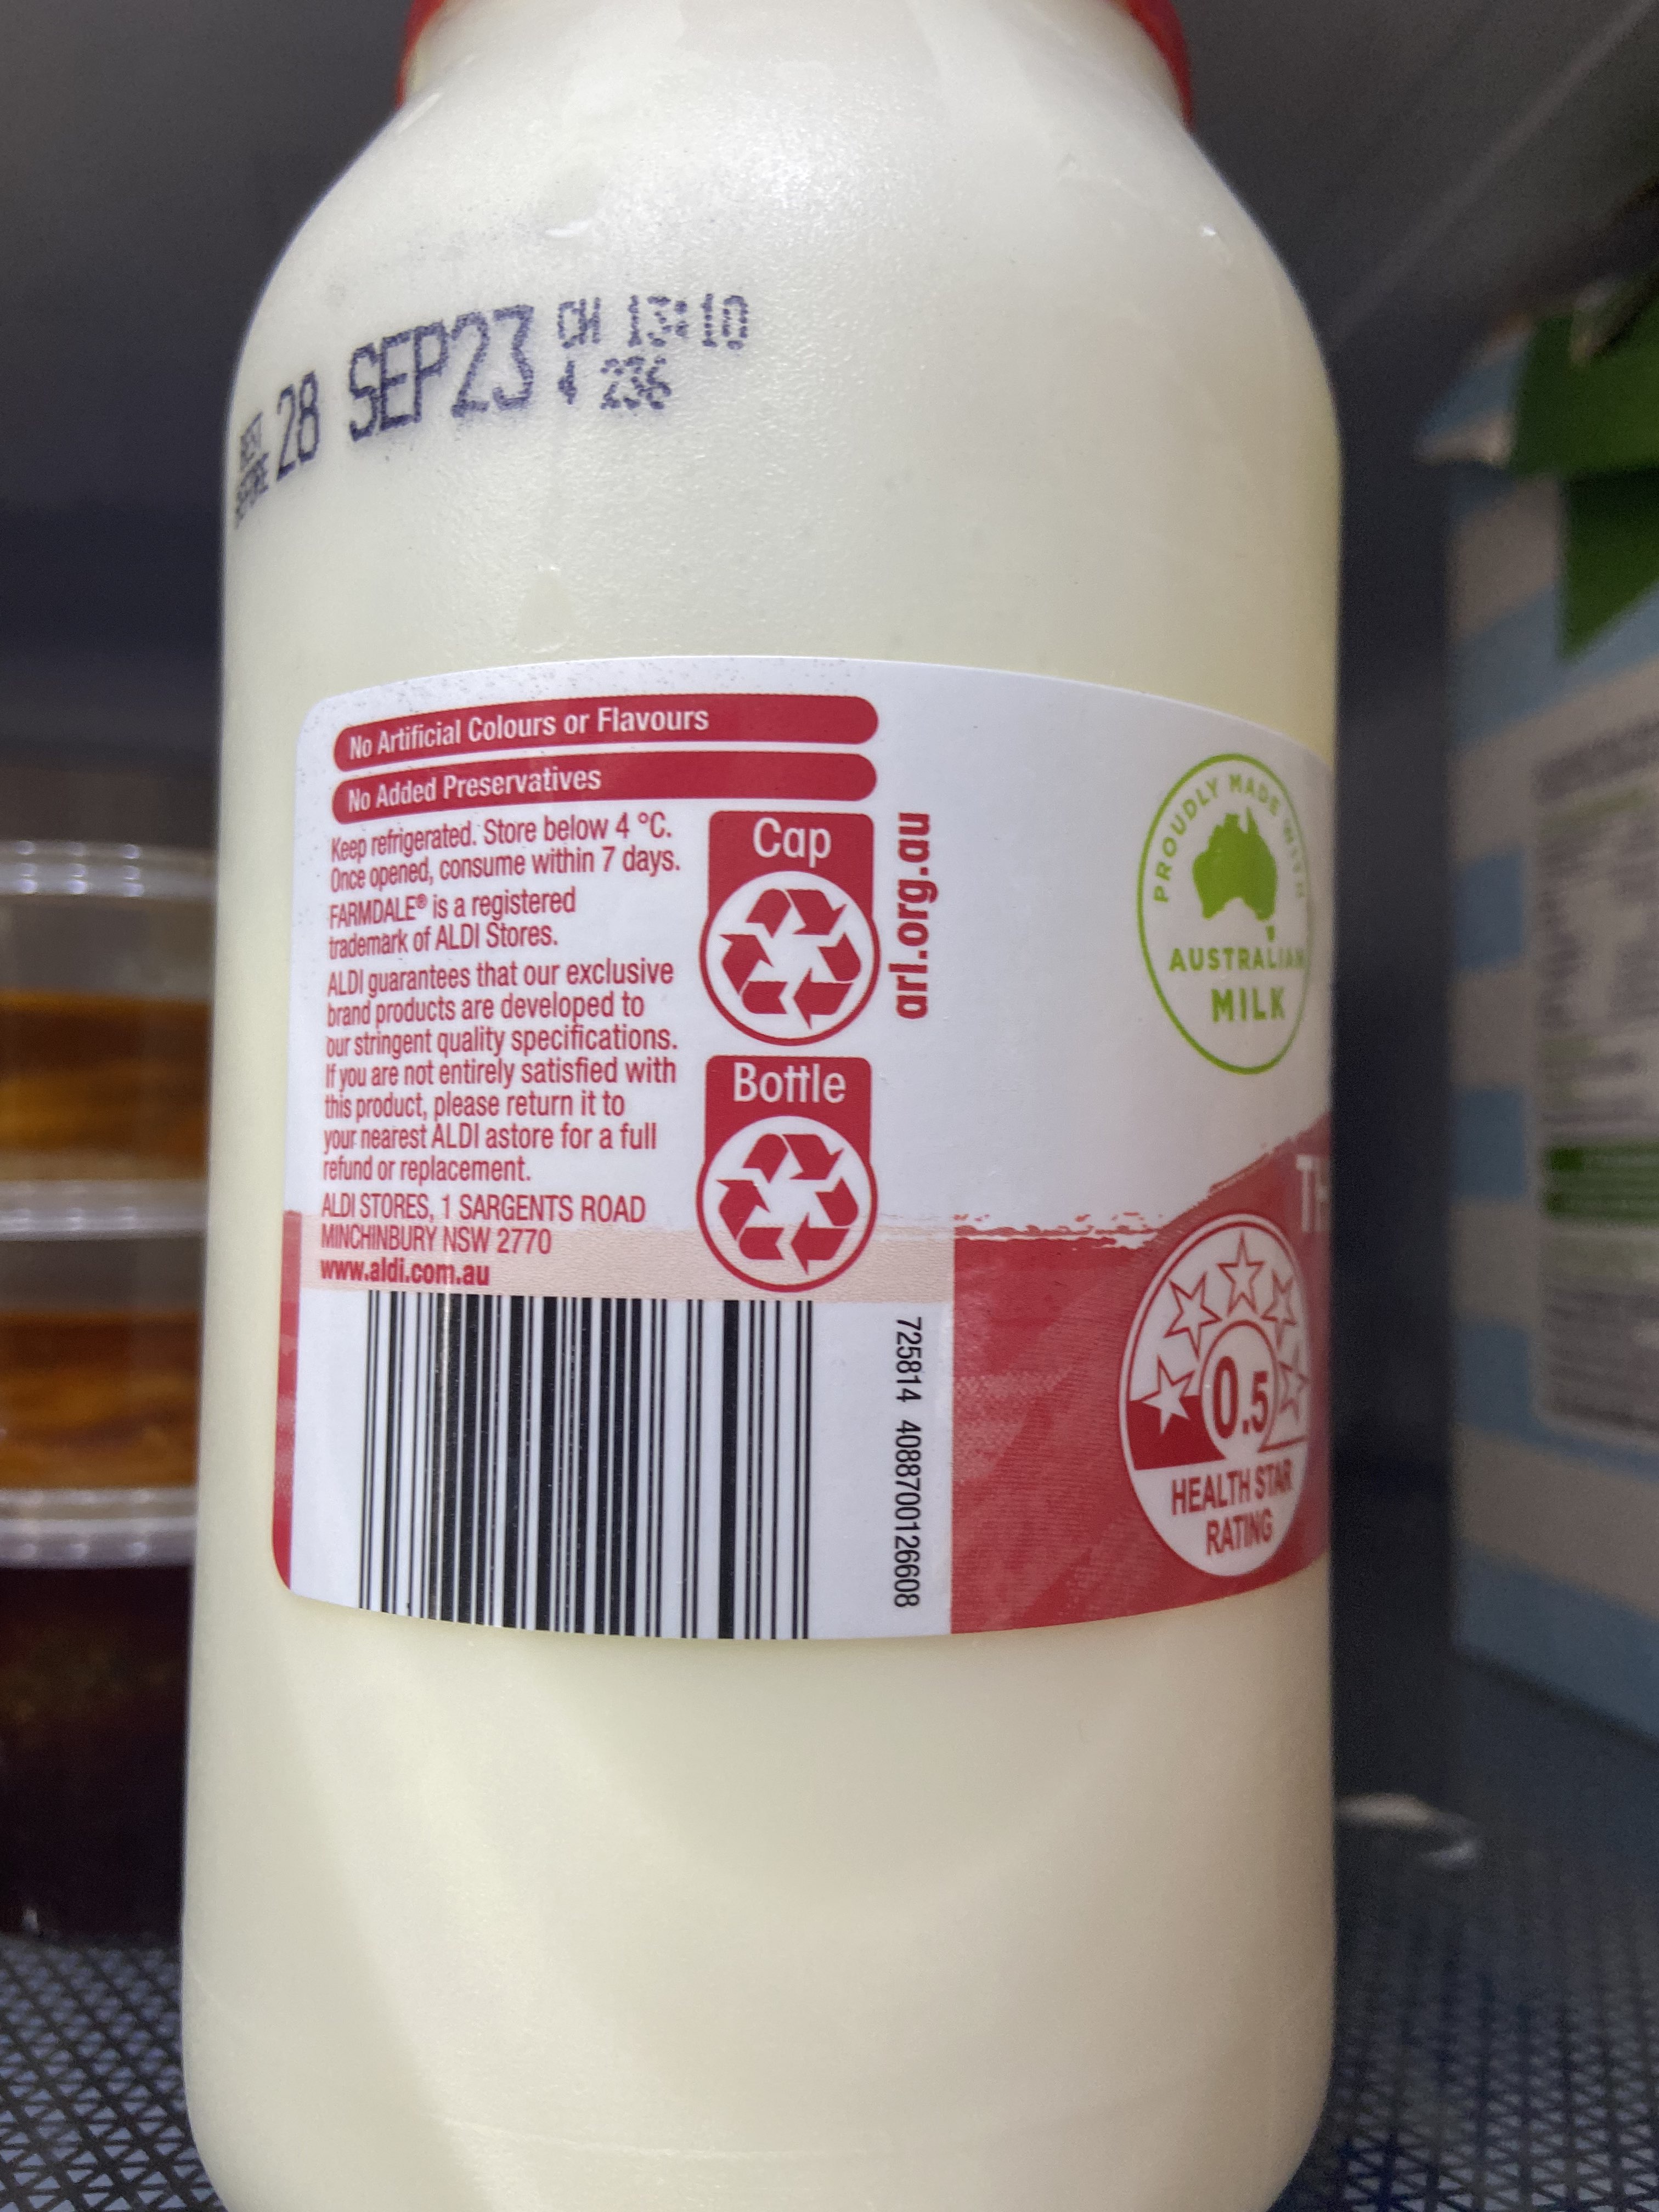 BEST BEFORE 28 SEP23 CH 13:10
4 236
No Artificial Colours or Flavours
No Added Preservatives
Keep refrigerated. Store below 4 °C.
Once opened, consume within 7 days.
FARMDALE® is a registered
trademark of ALDI Stores.
ALDI guarantees that our exclusive
brand products are developed to
our stringent quality specifications.
If you are not entirely satisfied with
this product, please return it to
your nearest ALDI astore for a full
refund or replacement.
ALDI STORES, 1 SARGENTS ROAD
MINCHINBURY NSW 2770
www.aldi.com.au
Cap
Bottle
arl.org.au
725814 4088700126608
PROUDLY MADE WITH
AUSTRALIAN
MILK
TH
0.5
HEALTH STAR
RATING